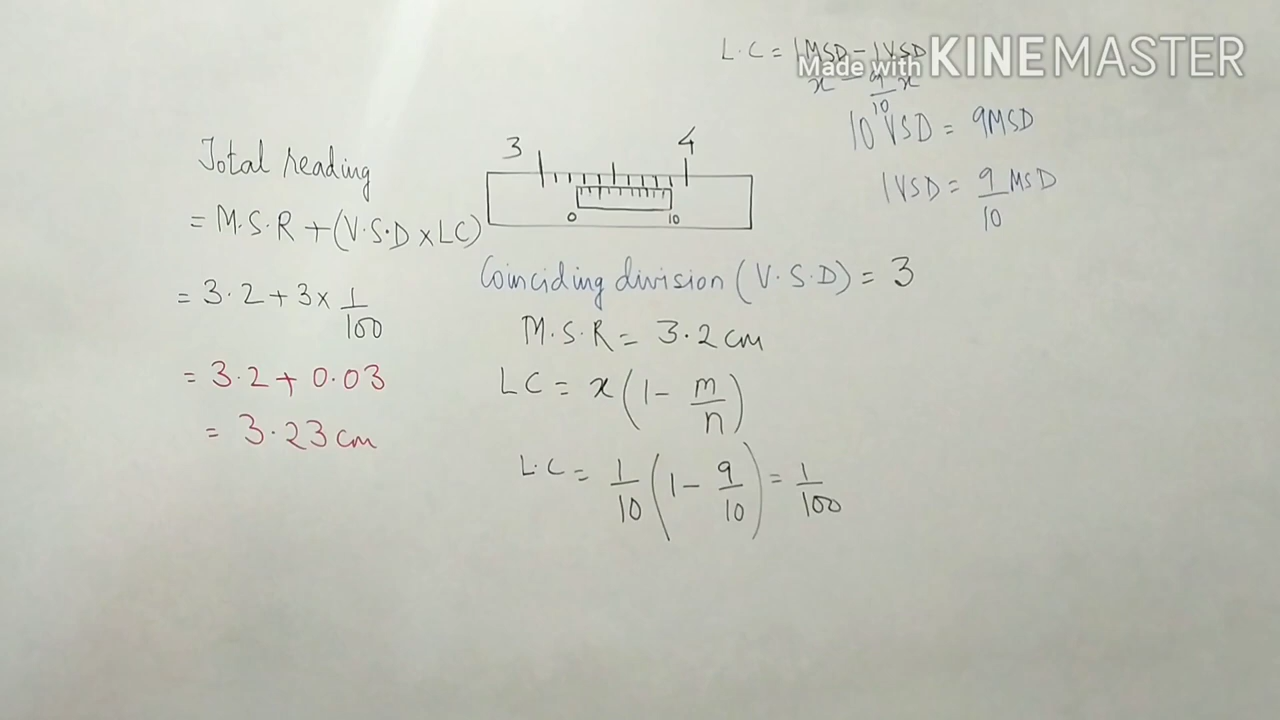 L.C = 1MSD - 1VSD
Made with KINEMASTER
x - 9/10 x
10 VSD = 9MSD
1VSD = 9/10 MSD
Total reading
= M.S.R + (V.S.D x LC)
= 3.2 + 3 x 1/100
= 3.2 + 0.03
= 3.23 cm
3 4
0 10
Coinciding division (V.S.D) = 3
M.S.R = 3.2 cm
LC = x(1 - m/n)
L.C = 1/10 (1 - 9/10) = 1/100